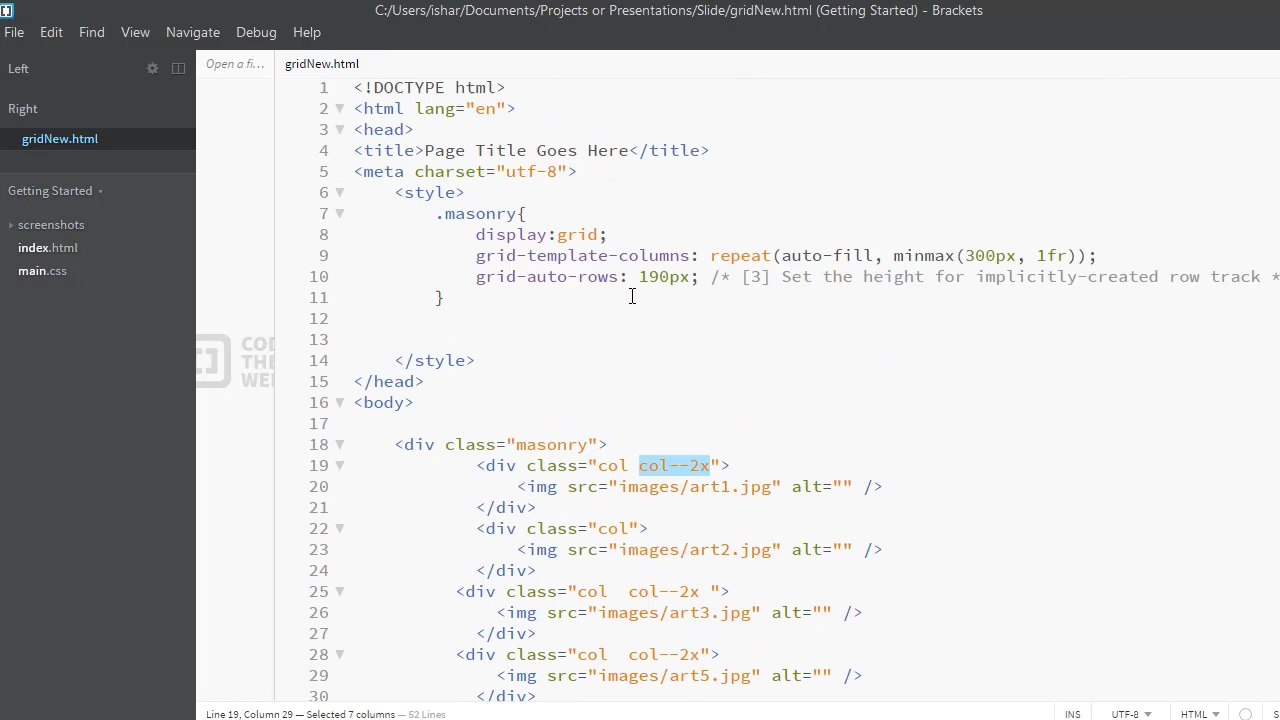 C:/Users/ishar/Documents/Projects or Presentations/Slide/gridNew.html (Getting Started) - Brackets
File Edit Find View Navigate Debug Help
Left
Right
gridNew.html
Getting Started
screenshots
index.html
main.css
Open a fi... gridNew.html
COD
THE
WEB
1 <!DOCTYPE html>
2 <html lang="en">
3 <head>
4 <title>Page Title Goes Here</title>
5 <meta charset="utf-8">
6 <style>
7 .masonry{
8 display:grid;
9 grid-template-columns: repeat(auto-fill, minmax(300px, 1fr));
10 grid-auto-rows: 190px; /* [3] Set the height for implicitly-created row track *
11 }
12
13
14 </style>
15 </head>
16 <body>
17
18 <div class="masonry">
19 <div class="col col--2x">
20 <img src="images/art1.jpg" alt="" />
21 </div>
22 <div class="col">
23 <img src="images/art2.jpg" alt="" />
24 </div>
25 <div class="col  col--2x ">
26 <img src="images/art3.jpg" alt="" />
27 </div>
28 <div class="col  col--2x">
29 <img src="images/art5.jpg" alt="" />
30 </div>
Line 19, Column 29 — Selected 7 columns — 52 Lines INS UTF-8 HTML S